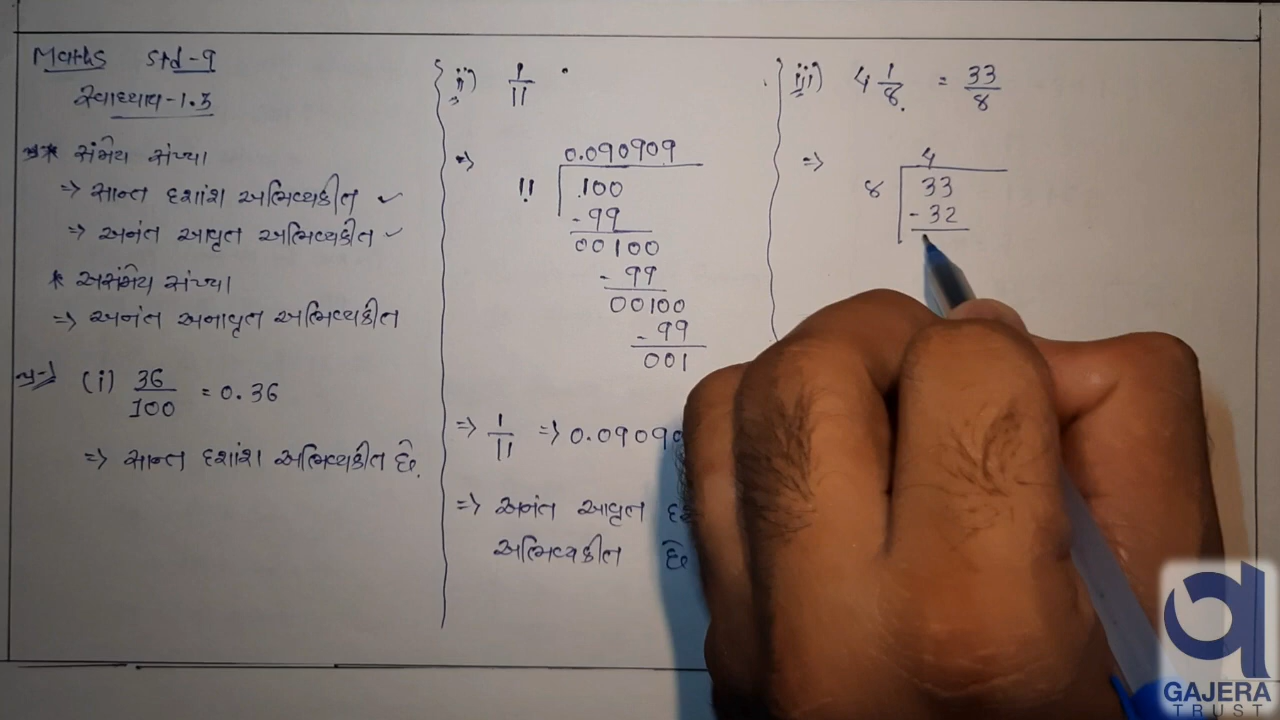 Maths Std-9
સ્વાધ્યાય-1.3
* સંમેય સંખ્યા
⇒ સાન્ત દશાંશ અભિવ્યક્તિ ✓
⇒ અનંત આવૃત અભિવ્યક્તિ ✓
* અસંમેય સંખ્યા
⇒ અનંત અનાવૃત અભિવ્યક્તિ
પ્ર-1 (i) 36/100 = 0.36
⇒ સાન્ત દશાંશ અભિવ્યક્તિ છે.
ii) 1/11
⇒ 0.090909
11 .100
- 99
00100
- 99
00100
- 99
001
⇒ 1/11 ⇒ 0.09090
⇒ અનંત આવૃત
અભિવ્યક્તિ છે
iii) 4 1/8. = 33/8
⇒ 4
8 33
- 32
GAJERA
TRUST